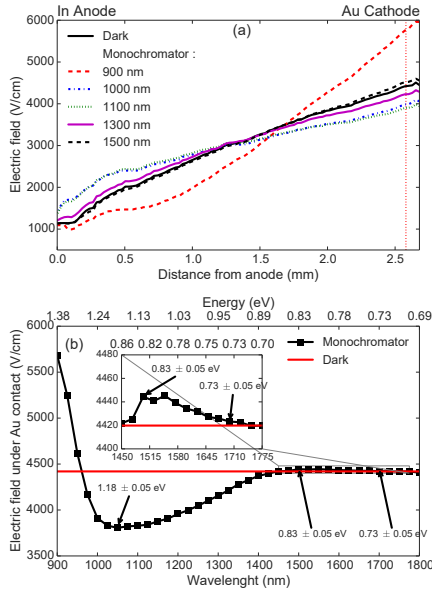 In Anode
Au Cathode
(a)
Dark
Monochromator :
900 nm
1000 nm
1100 nm
1300 nm
1500 nm
6000
5000
4000
3000
2000
1000
Electric field (V/cm)
0.0 0.5 1.0 1.5 2.0 2.5
Distance from anode (mm)
Energy (eV)
1.38 1.24 1.13 1.03 0.95 0.89 0.83 0.78 0.73 0.69
(b)
Monochromator
Dark
0.86 0.82 0.78 0.75 0.73 0.70
4480
4460
4440
4420
4400
1450 1513 1575 1645 1710 1775
0.83 ± 0.05 eV
0.73 ± 0.05 eV
1.18 ± 0.05 eV
0.83 ± 0.05 eV
0.73 ± 0.05 eV
6000
5500
5000
4500
4000
3500
Electric field under Au contact (V/cm)
900 1000 1100 1200 1300 1400 1500 1600 1700 1800
Wavelenght (nm)